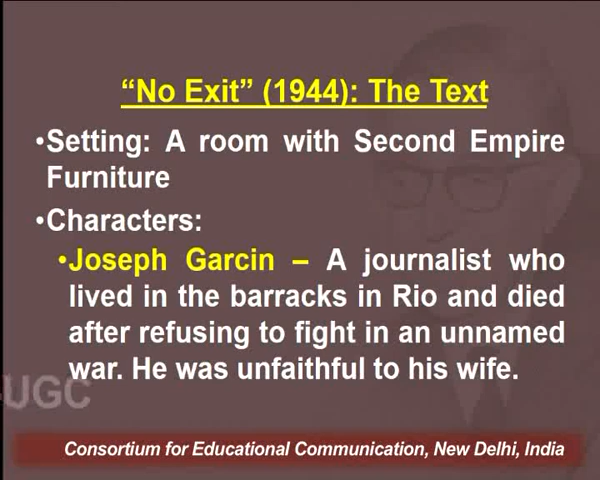 “No Exit” (1944): The Text
•Setting: A room with Second Empire
Furniture
•Characters:
•Joseph Garcin – A journalist who
lived in the barracks in Rio and died
after refusing to fight in an unnamed
war. He was unfaithful to his wife.
-UGC
Consortium for Educational Communication, New Delhi, India